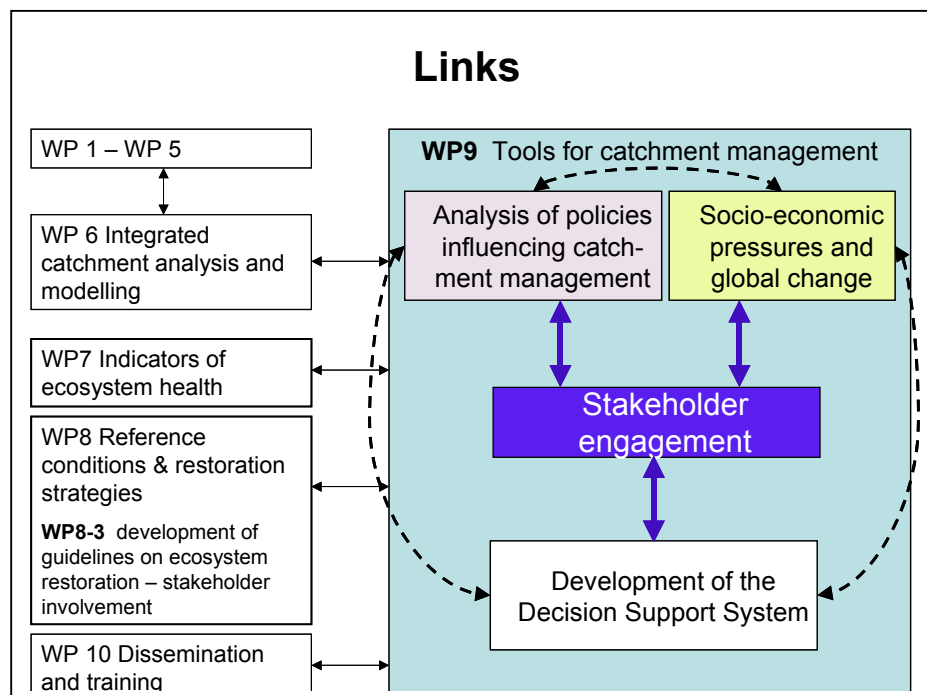 Links
WP 1 – WP 5
WP 6 Integrated
catchment analysis and
modelling
WP7 Indicators of
ecosystem health
WP8 Reference
conditions & restoration
strategies
WP8-3 development of
guidelines on ecosystem
restoration – stakeholder
involvement
WP 10 Dissemination
and training
WP9 Tools for catchment management
Analysis of policies
influencing catch-
ment management
Socio-economic
pressures and
global change
Stakeholder
engagement
Development of the
Decision Support System